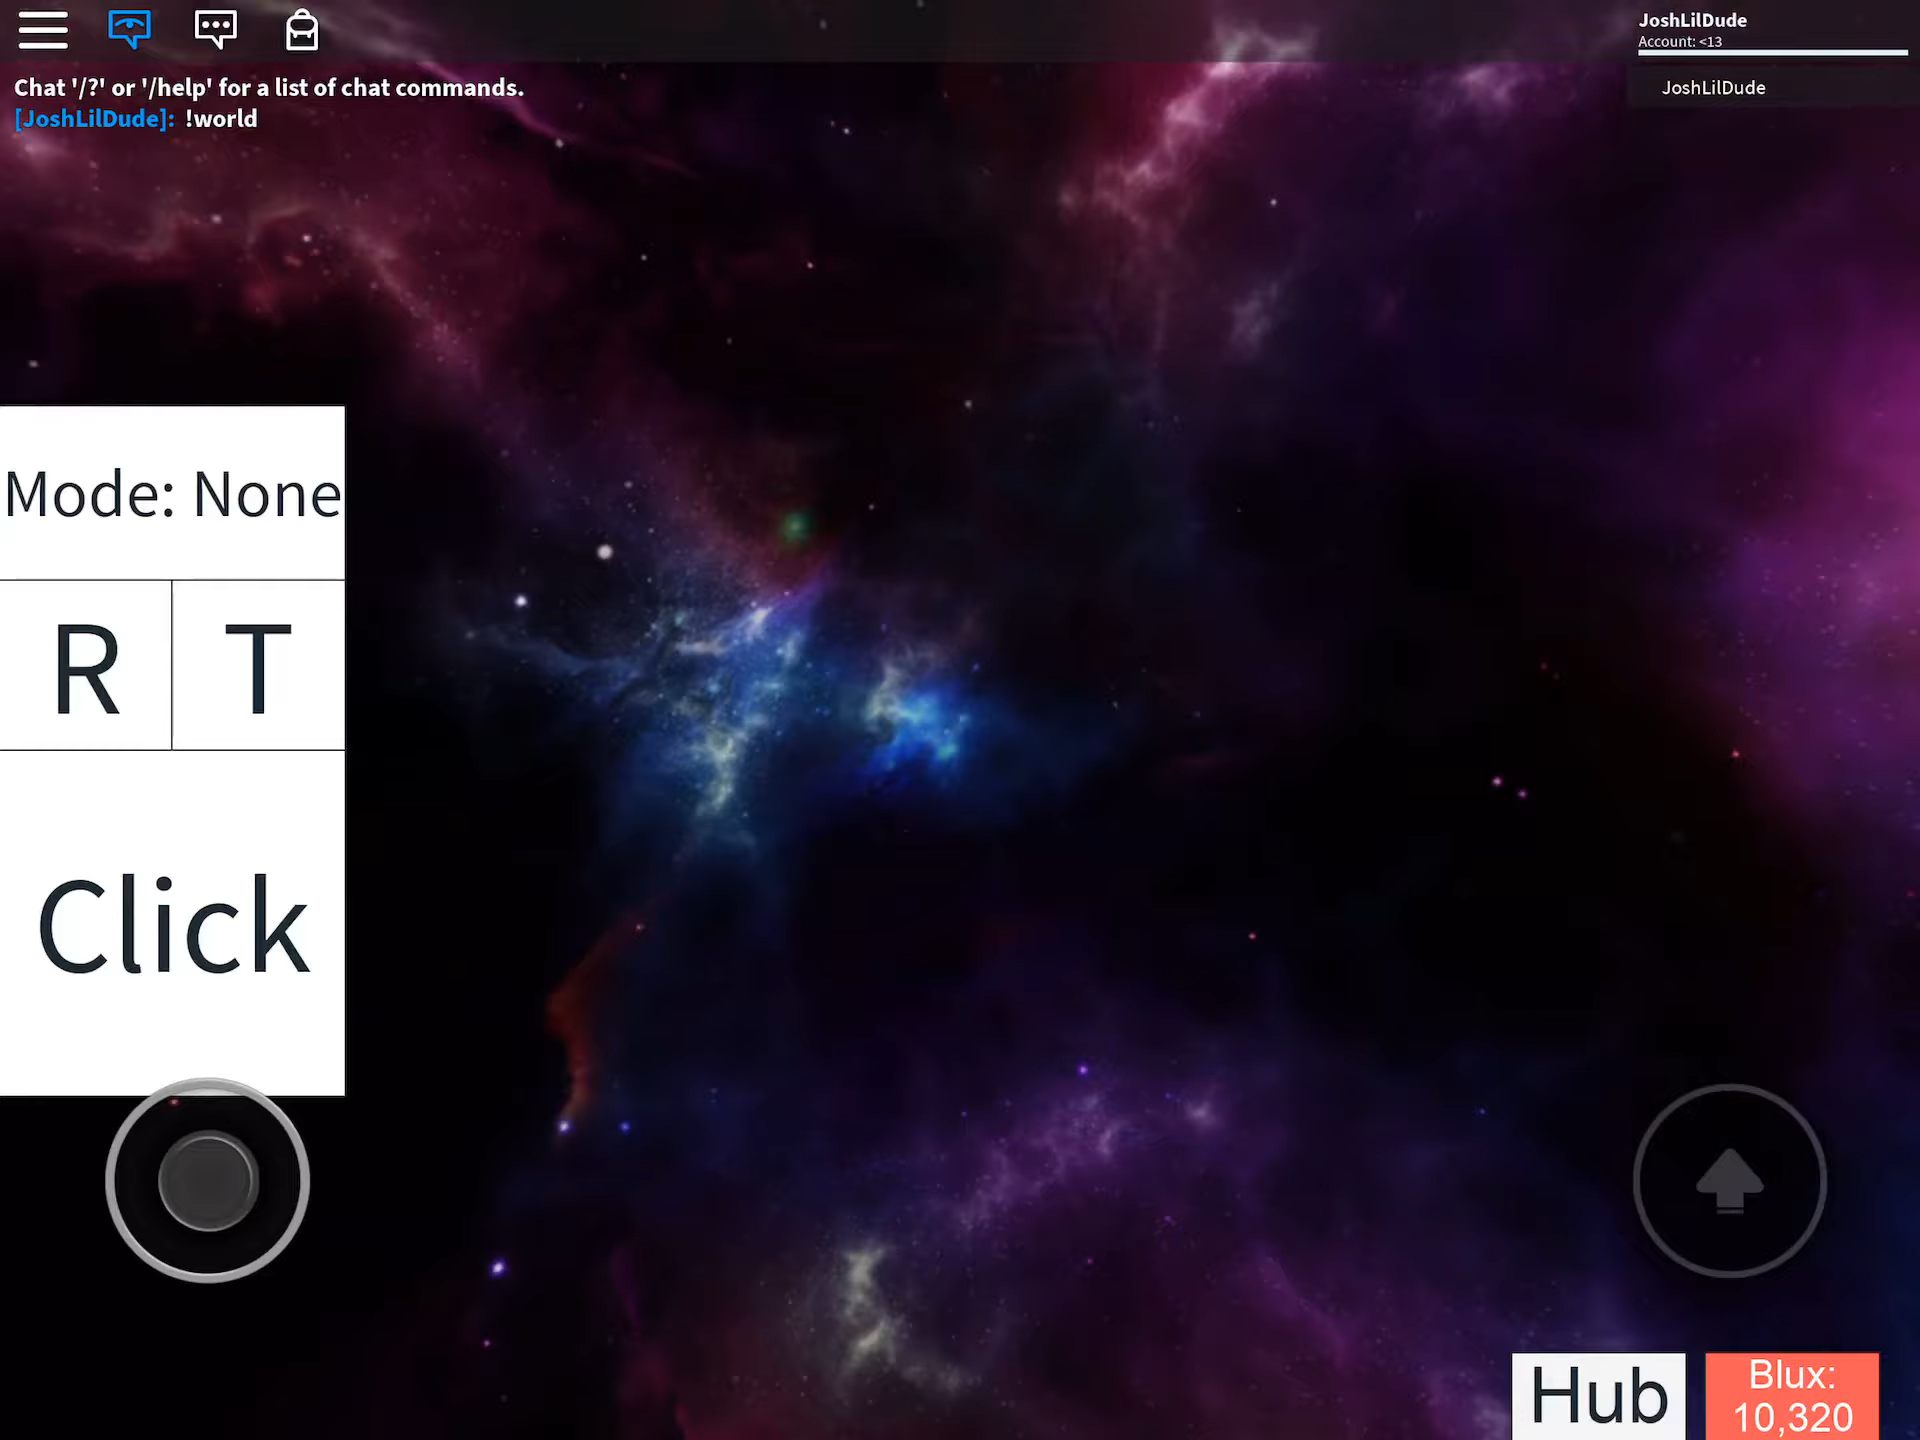 JoshLilDude
Account: <13
Chat '/?' or '/help' for a list of chat commands.
[JoshLilDude]: !world
JoshLilDude
Mode: None
R T
Click
Hub
Blux:
10,320